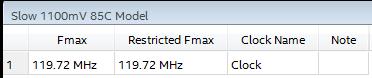 Slow 1100mV 85C Model
Fmax Restricted Fmax Clock Name Note
1 119.72 MHz 119.72 MHz Clock